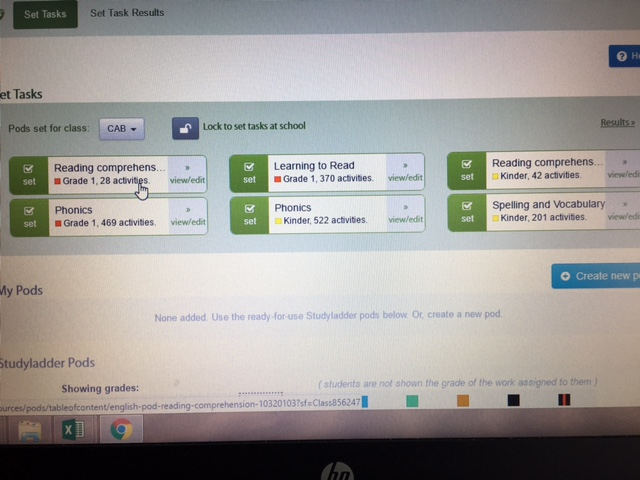 Set Tasks
Set Task Results
et Tasks
Pods set for class:
CAB
Lock to set tasks at school
Results »
set
Reading comprehens...
Grade 1, 28 activities.
»
view/edit
set
Learning to Read
Grade 1, 370 activities.
»
view/edit
set
Reading comprehens...
Kinder, 42 activities.
»
view/edit
set
Phonics
Grade 1, 469 activities.
»
view/edit
set
Phonics
Kinder, 522 activities.
»
view/edit
set
Spelling and Vocabulary
Kinder, 201 activities.
»
view/edit
My Pods
Create new p
None added. Use the ready-for-use Studyladder pods below. Or, create a new pod.
Studyladder Pods
Showing grades:
( students are not shown the grade of the work assigned to them )
ources/pods/tableofcontent/english-pod-reading-comprehension-10320103?sf=Class856247
hp